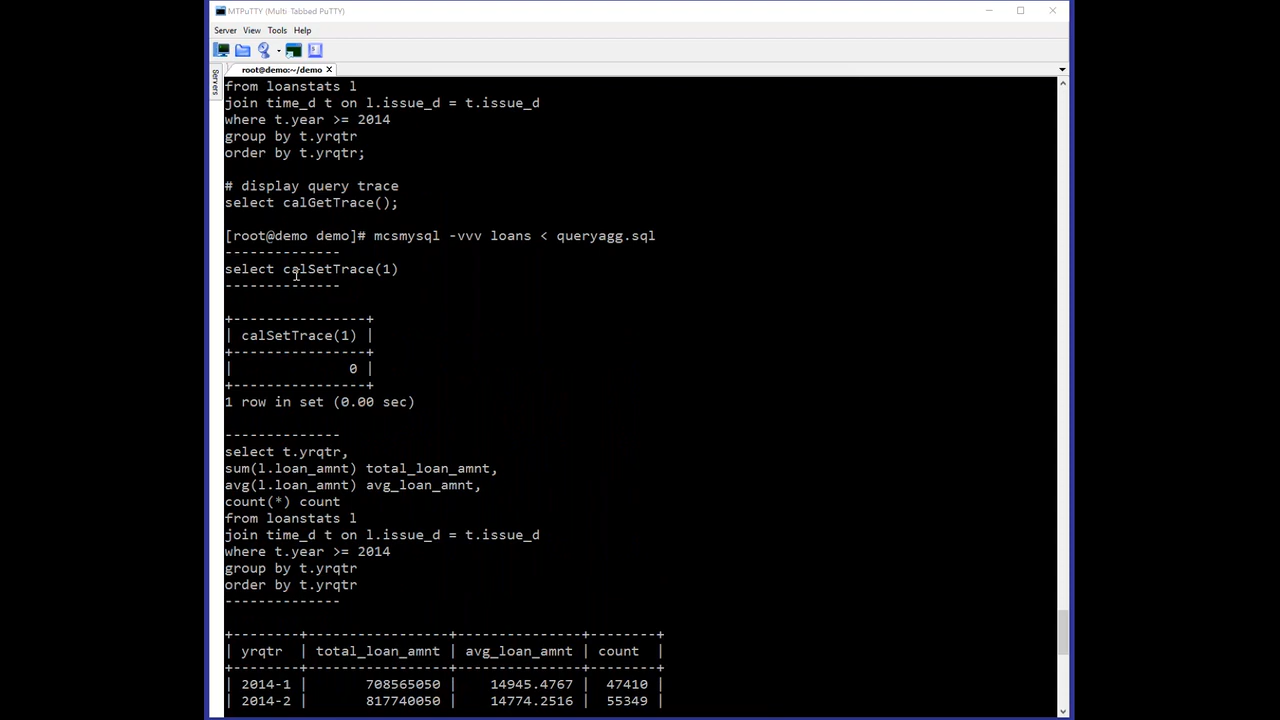 MTPuTTY (Multi-Tabbed PuTTY)
Server View Tools Help
root@demo:~/demo
Servers
from loanstats l
join time_d t on l.issue_d = t.issue_d
where t.year >= 2014
group by t.yrqtr
order by t.yrqtr;
# display query trace
select calGetTrace();
[root@demo demo]# mcsmysql -vvv loans < queryagg.sql
--------------
select calSetTrace(1)
--------------
+----------------+
| calSetTrace(1) |
+----------------+
| 0 |
+----------------+
1 row in set (0.00 sec)
--------------
select t.yrqtr,
sum(l.loan_amnt) total_loan_amnt,
avg(l.loan_amnt) avg_loan_amnt,
count(*) count
from loanstats l
join time_d t on l.issue_d = t.issue_d
where t.year >= 2014
group by t.yrqtr
order by t.yrqtr
--------------
+--------+-----------------+---------------+--------+
| yrqtr | total_loan_amnt | avg_loan_amnt | count |
+--------+-----------------+---------------+--------+
| 2014-1 | 708565050 | 14945.4767 | 47410 |
| 2014-2 | 817740050 | 14774.2516 | 55349 |